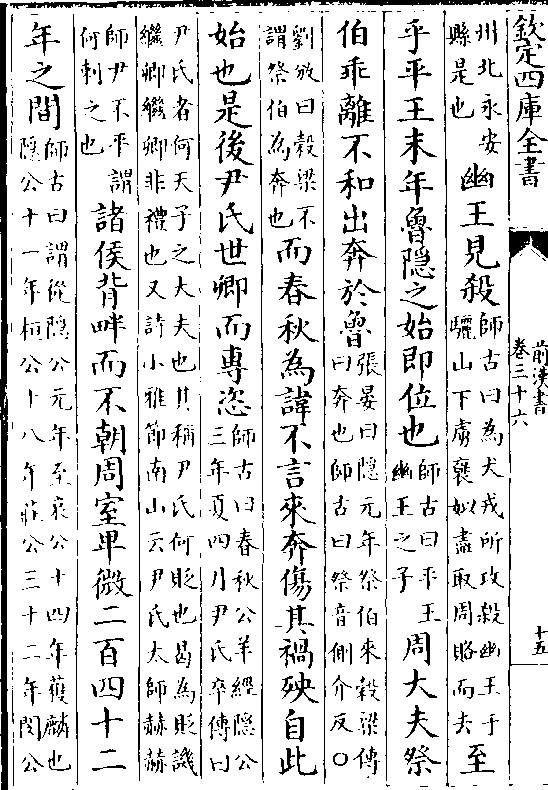 欽定四庫全書
前漢書
卷三十六
十五
州北永安
縣是也
幽王見殺
師古曰為犬戎所攻殺幽王于
驪山下虜襃姒盡取周賂而去
至
乎平王末年魯隐之始即位也
師古曰平王
幽王之子
周大夫祭
伯乖離不和出奔於魯
張晏曰隱元年祭伯來榖梁傳
曰奔也師古曰祭音側介反○
劉攽曰榖梁不
謂祭伯為奔也
而春秋為諱不言來奔傷其禍殃自此
始也是後尹氏世卿而專恣
師古曰春秋公羊經隱公
三年夏四月尹氏卒傳曰
尹氏者何天子之大夫也其稱尹氏何貶也曷為貶譏
繼卿繼卿非禮也又詩小雅節南山云尹氏太師赫赫
師尹不平謂
何刺之也
諸侯背畔而不朝周室卑微二百四十二
年之間
師古曰謂從隱公元年至哀公十四年獲麟也
隱公十一年桓公十八年莊公三十二年閔公